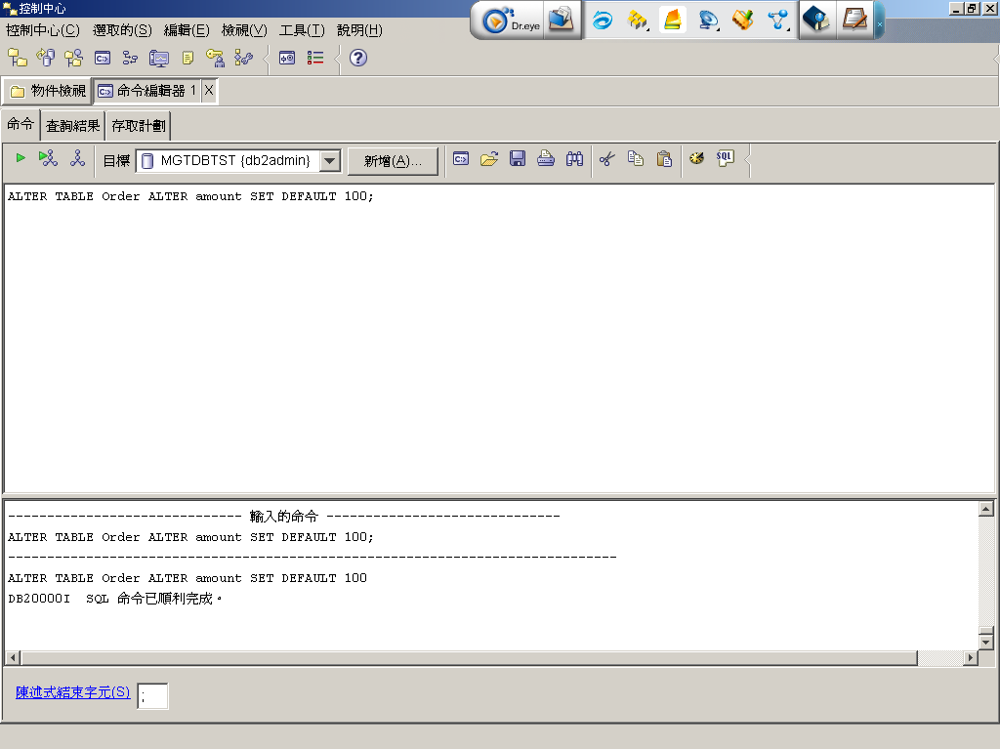 控制中心
Dr.eye
控制中心(C) 選取的(S) 編輯(E) 檢視(V) 工具(T) 說明(H)
物件檢視 命令編輯器 1 X
命令 查詢結果 存取計劃
目標 MGTDBTST {db2admin} 新增(A)... SQL
ALTER TABLE Order ALTER amount SET DEFAULT 100;
------------------------------ 輸入的命令 ------------------------------
ALTER TABLE Order ALTER amount SET DEFAULT 100;
------------------------------------------------------------------------------
ALTER TABLE Order ALTER amount SET DEFAULT 100
DB20000I  SQL 命令已順利完成。
陳述式結束字元(S) ;